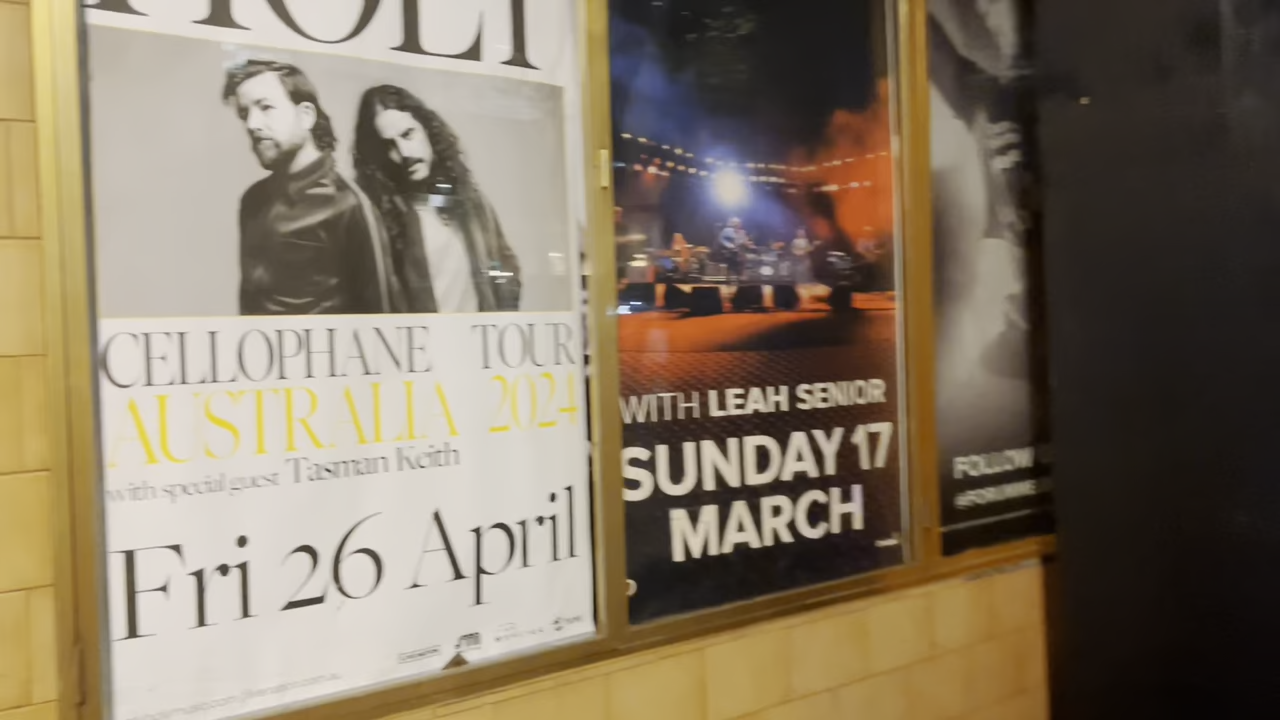 HOLY
CELLOPHANE TOUR
AUSTRALIA 2024
with special guest Tasman Keith
Fri 26 April
WITH LEAH SENIOR
SUNDAY 17
MARCH
FOLLOW